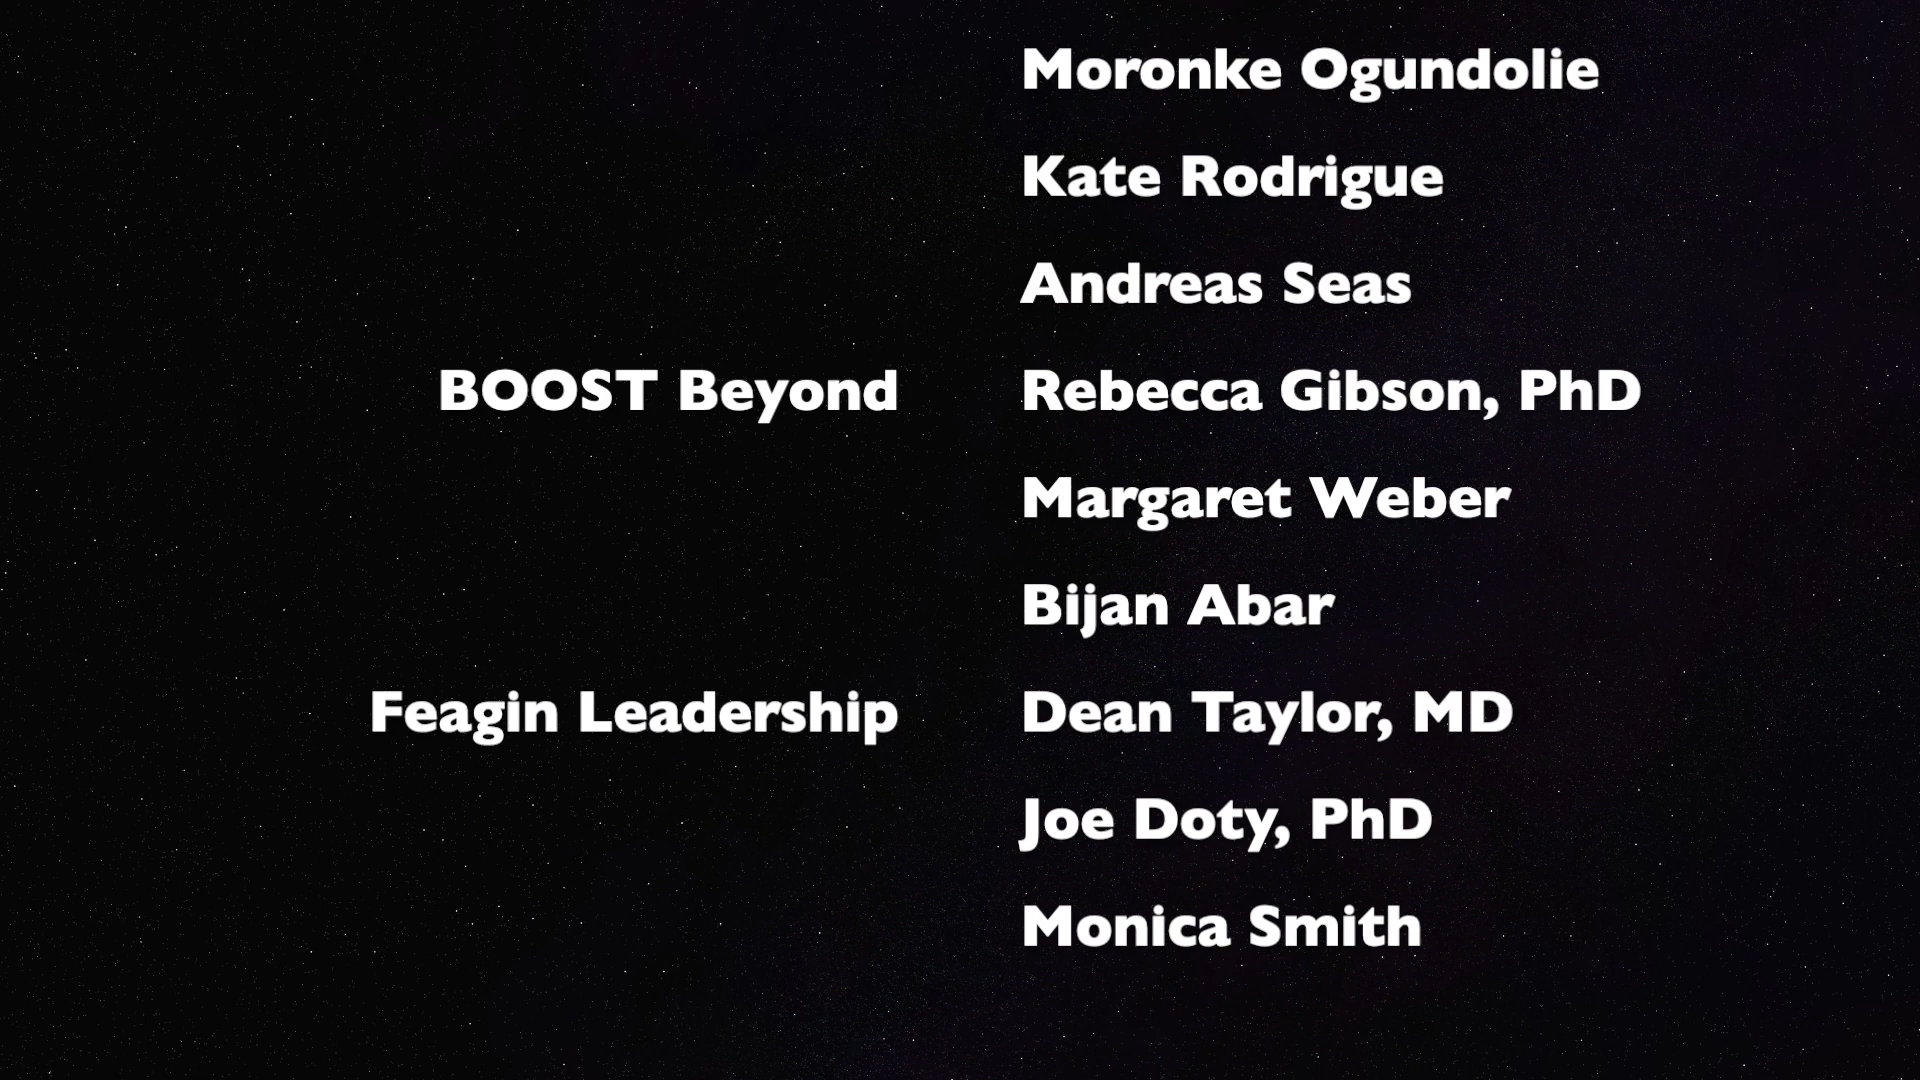 Moronke Ogundolie
Kate Rodrigue
Andreas Seas
BOOST Beyond Rebecca Gibson, PhD
Margaret Weber
Bijan Abar
Feagin Leadership Dean Taylor, MD
Joe Doty, PhD
Monica Smith